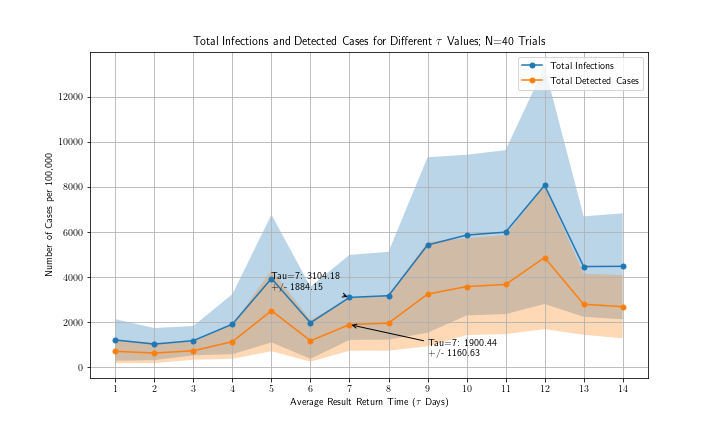 Total Infections and Detected Cases for Different τ Values; N=40 Trials
Total Infections
Total Detected Cases
12000
10000
8000
6000
4000
2000
0
Number of Cases per 100,000
Tau=7: 3104.18
+/- 1884.15
Tau=7: 1900.44
+/- 1160.63
1 2 3 4 5 6 7 8 9 10 11 12 13 14
Average Result Return Time (τ Days)